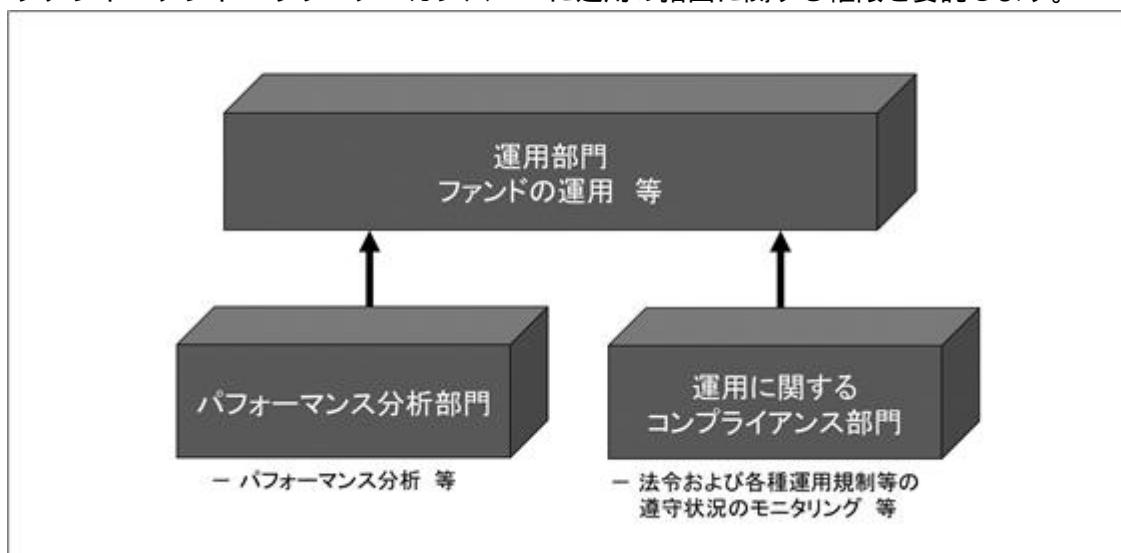 運用部門
ファンドの運用 等
パフォーマンス分析部門
- パフォーマンス分析 等
運用に関する
コンプライアンス部門
- 法令および各種運用規制等の
遵守状況のモニタリング 等